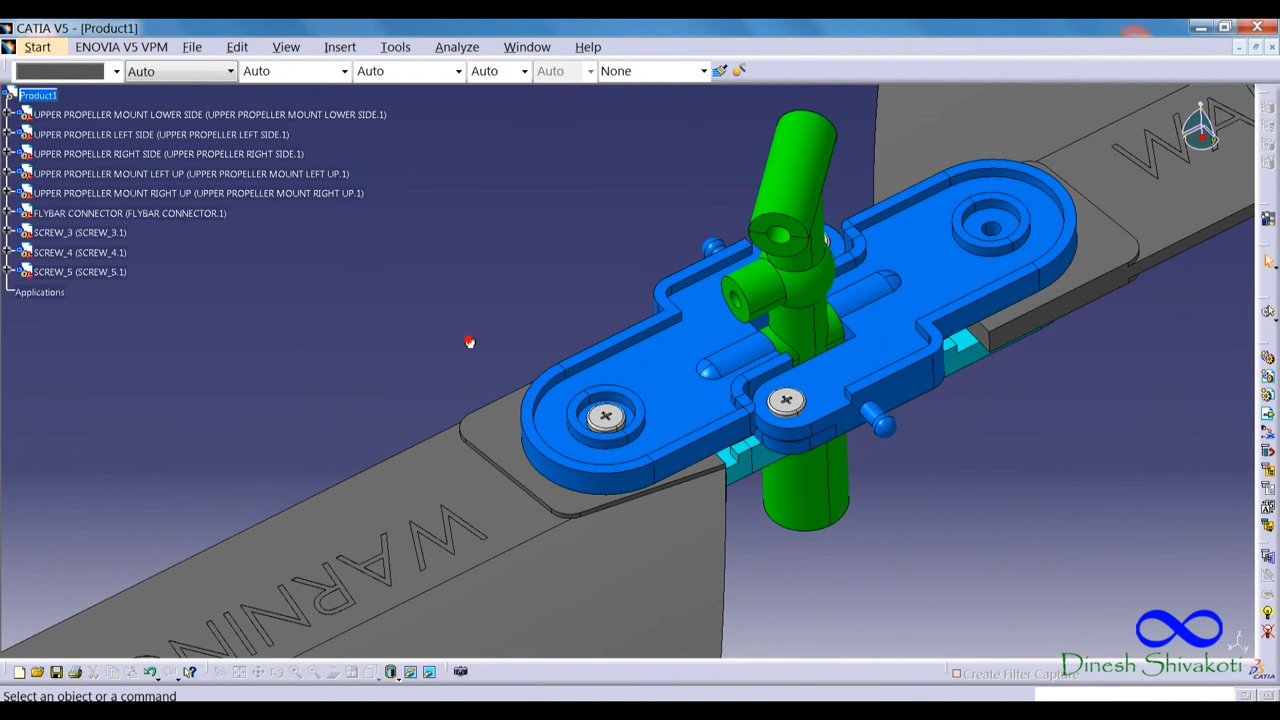 CATIA V5 - [Product1]
Start ENOVIA V5 VPM File Edit View Insert Tools Analyze Window Help
Auto Auto Auto Auto Auto None
Product1
UPPER PROPELLER MOUNT LOWER SIDE (UPPER PROPELLER MOUNT LOWER SIDE.1)
UPPER PROPELLER LEFT SIDE (UPPER PROPELLER LEFT SIDE.1)
UPPER PROPELLER RIGHT SIDE (UPPER PROPELLER RIGHT SIDE.1)
UPPER PROPELLER MOUNT LEFT UP (UPPER PROPELLER MOUNT LEFT UP.1)
UPPER PROPELLER MOUNT RIGHT UP (UPPER PROPELLER MOUNT RIGHT UP.1)
FLYBAR CONNECTOR (FLYBAR CONNECTOR.1)
SCREW_3 (SCREW_3.1)
SCREW_4 (SCREW_4.1)
SCREW_5 (SCREW_5.1)
Applications
WA
WARNING
Dinesh Shivakoti
Create Filter Capture
CATIA
Select an object or a command